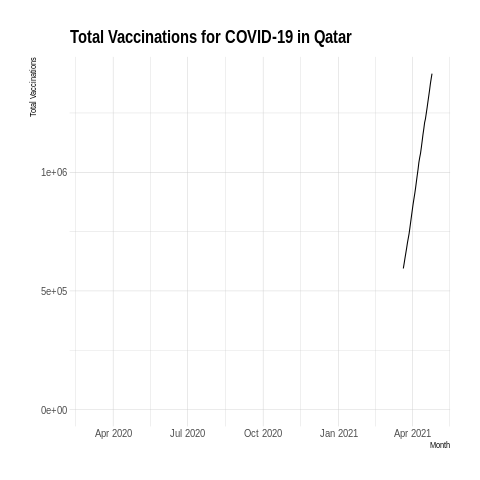 Total Vaccinations for COVID-19 in Qatar
Total Vaccinations
1e+06
5e+05
0e+00
Apr 2020 Jul 2020 Oct 2020 Jan 2021 Apr 2021
Month